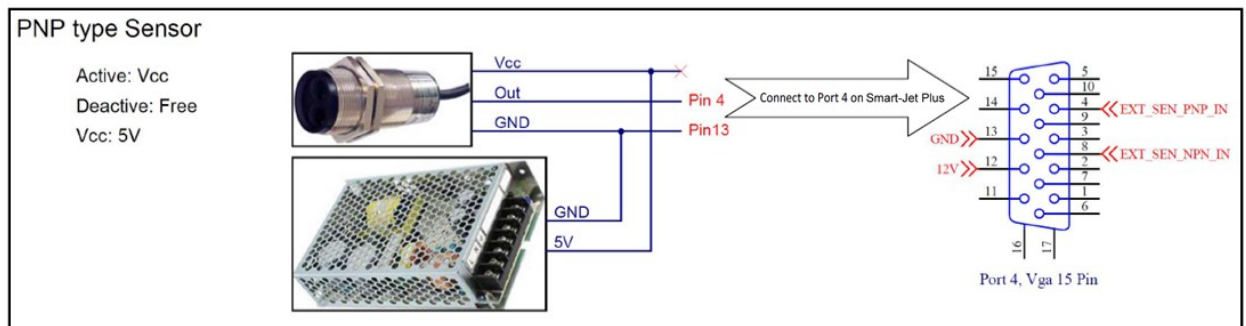 PNP type Sensor
Active: Vcc
Deactive: Free
Vcc: 5V
Vcc
Out
GND
GND
5V
Pin 4
Pin13
Connect to Port 4 on Smart-Jet Plus
15
14
GND
13
12V
12
11
5
10
4
EXT_SEN_PNP_IN
9
3
8
EXT_SEN_NPN_IN
2
7
1
6
16
17
Port 4, Vga 15 Pin